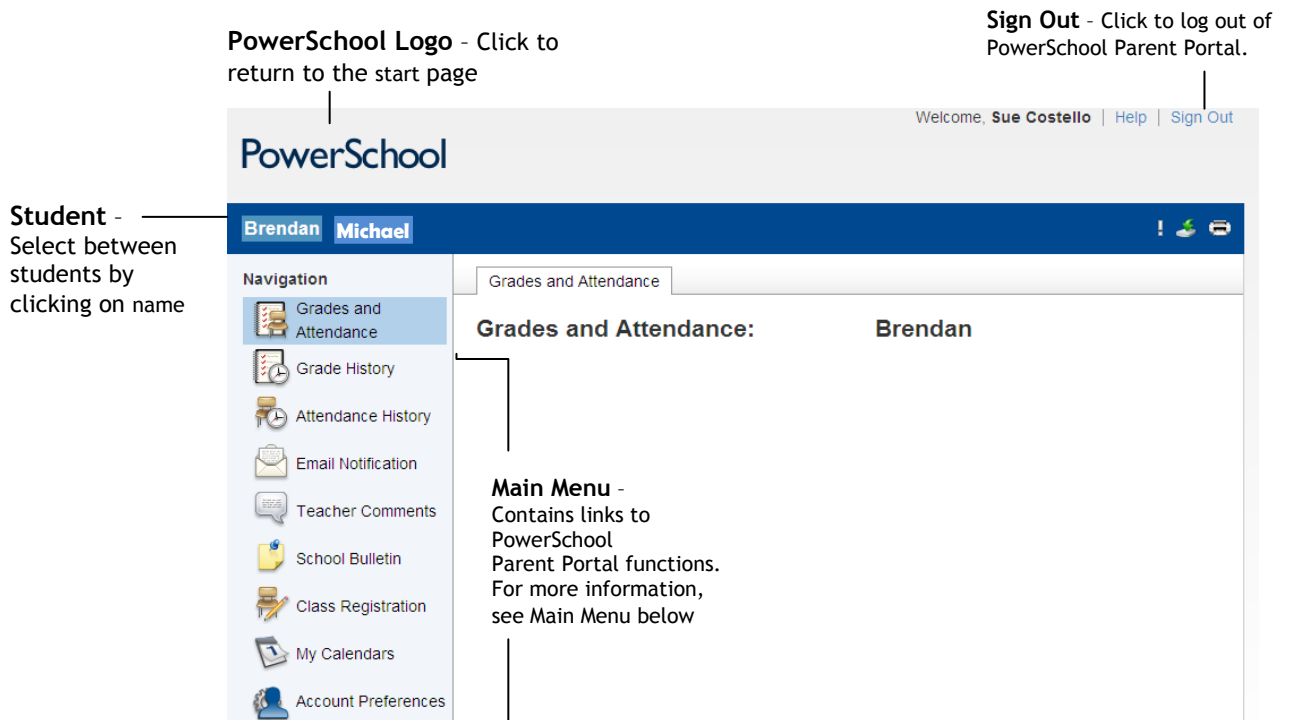 Sign Out – Click to log out of
PowerSchool Parent Portal.
PowerSchool Logo – Click to
return to the start page
Welcome, Sue Costello | Help | Sign Out
PowerSchool
Student –
Select between
students by
clicking on name
Brendan Michael
!
Navigation
Grades and
Attendance
Grade History
Attendance History
Email Notification
Teacher Comments
School Bulletin
Class Registration
My Calendars
Account Preferences
Grades and Attendance
Grades and Attendance: Brendan
Main Menu –
Contains links to
PowerSchool
Parent Portal functions.
For more information,
see Main Menu below